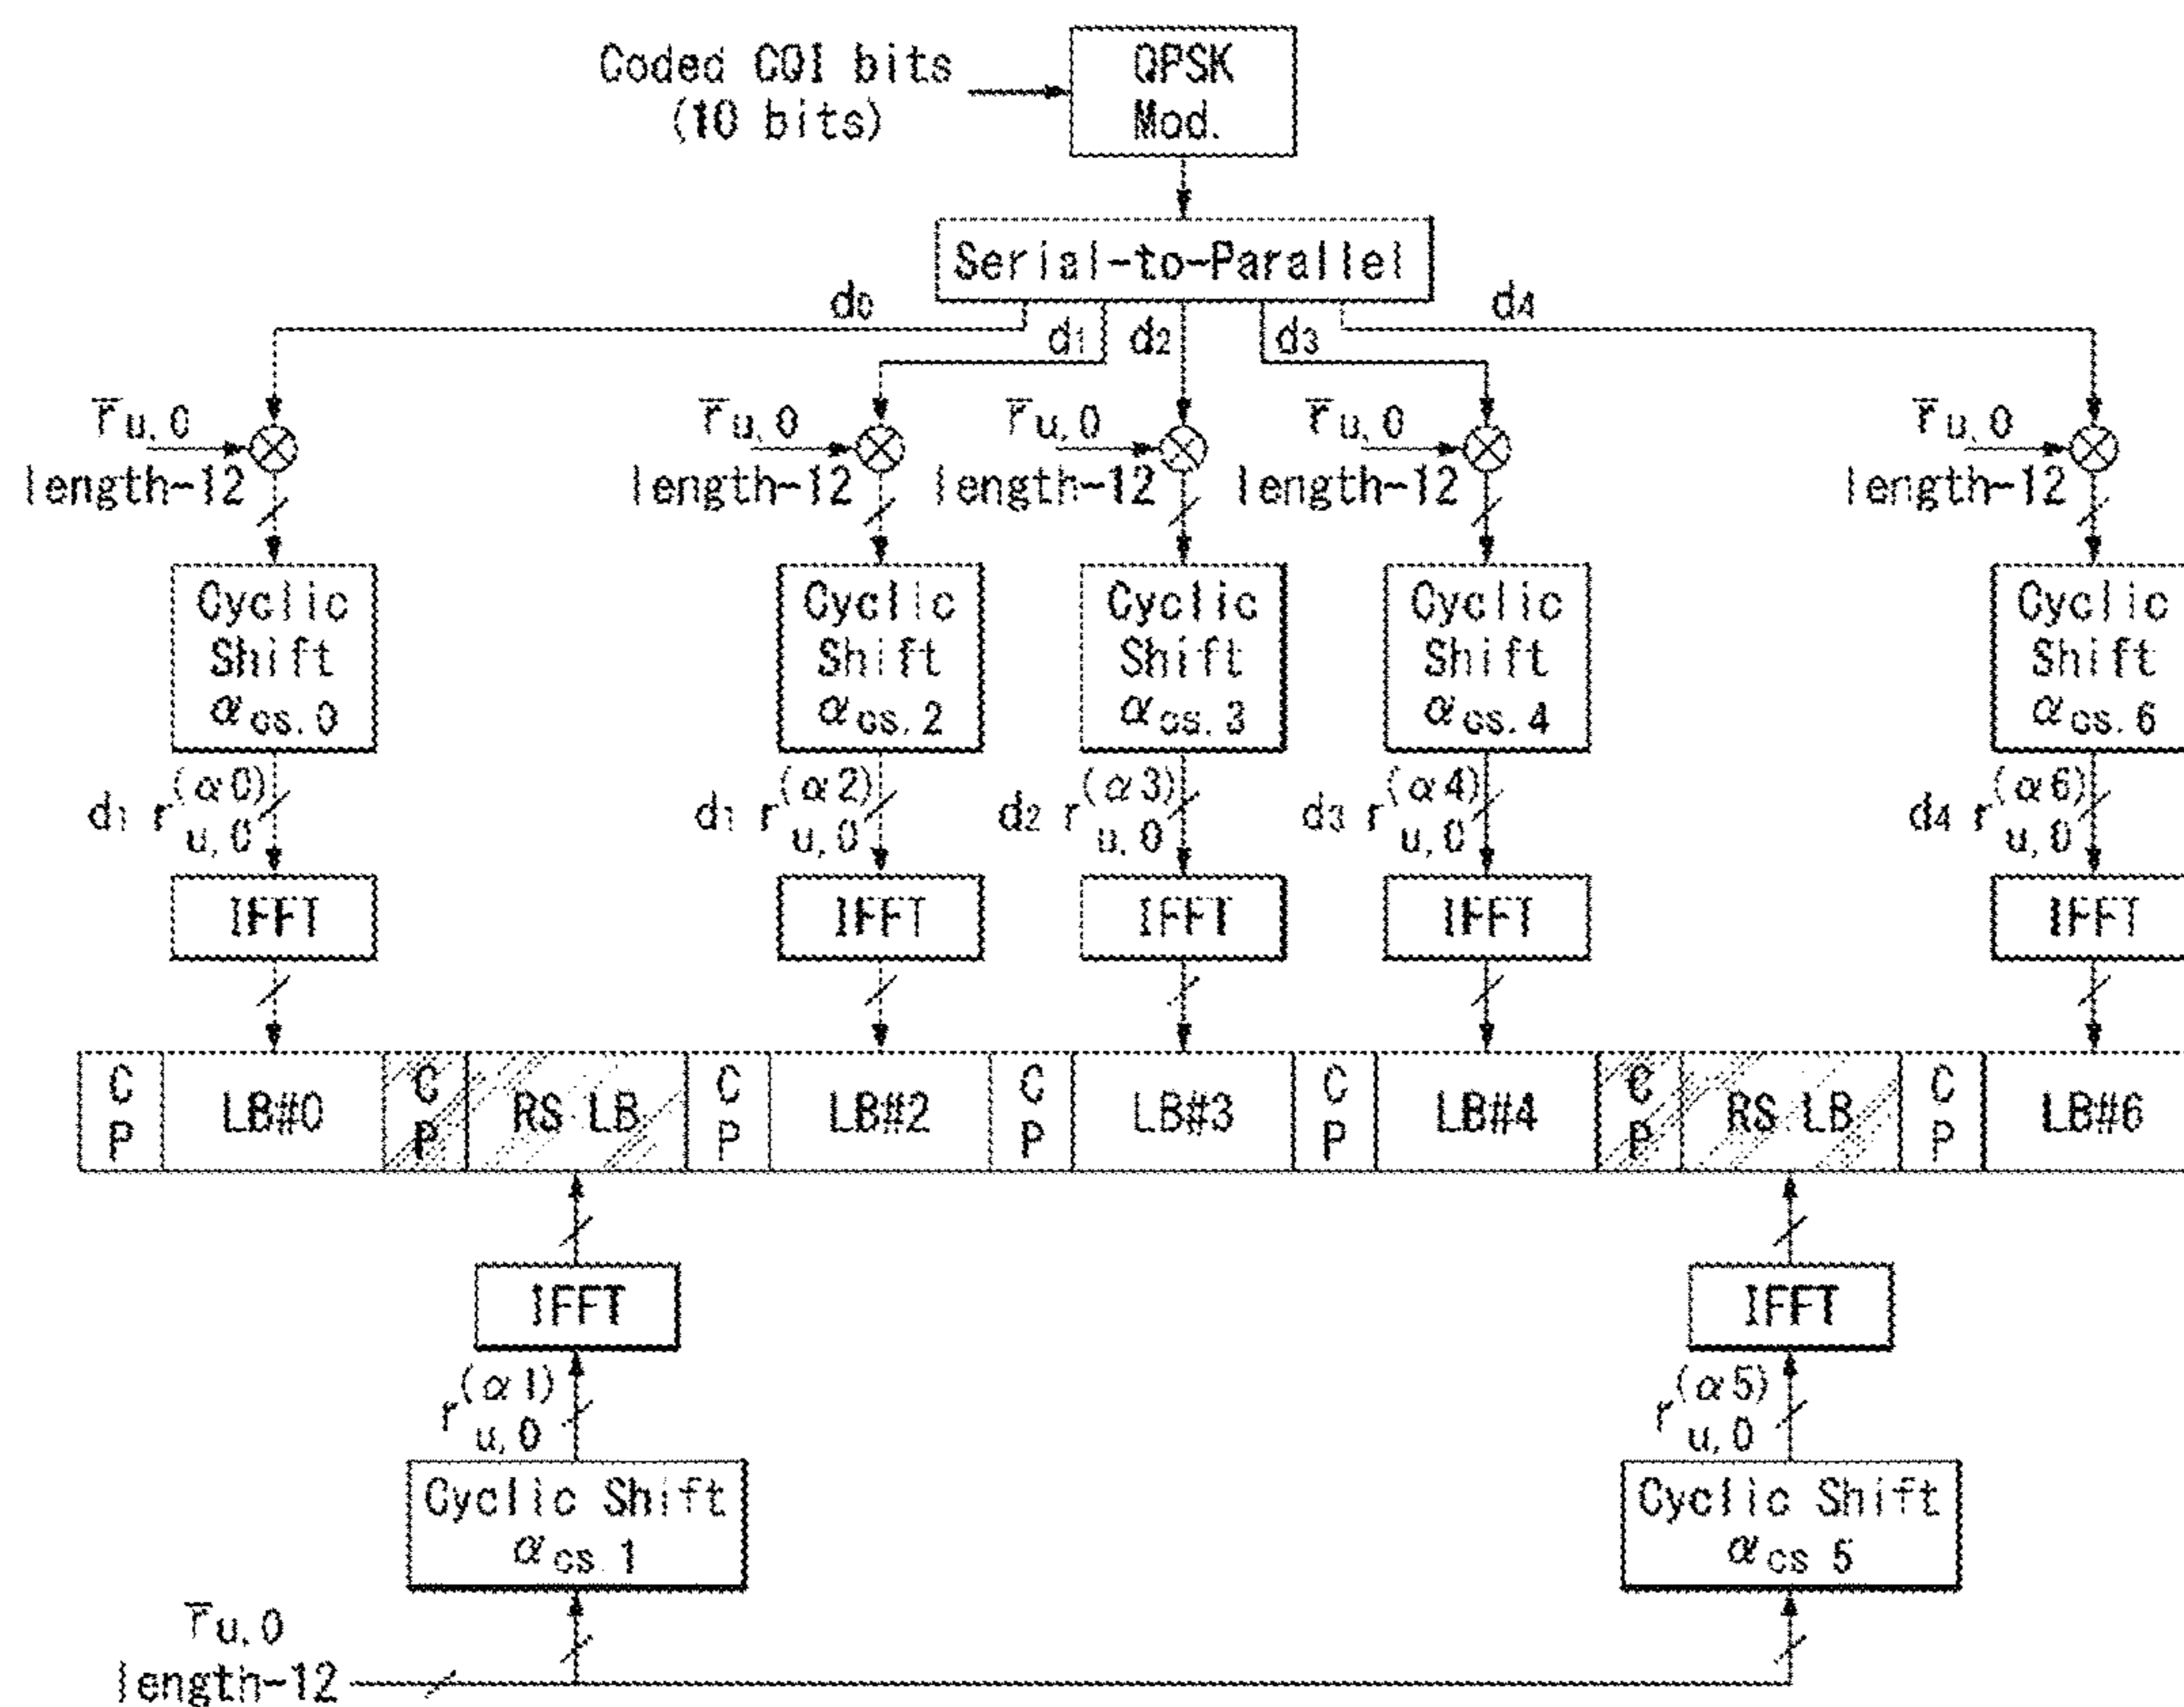 Coded CQI bits
(10 bits)
QPSK
Mod.
Serial-to-Parallel
d0
d1
d2
d3
d4
r̅u,0
length-12
r̅u,0
length-12
r̅u,0
length-12
r̅u,0
length-12
r̅u,0
length-12
Cyclic
Shift
αcs.0
Cyclic
Shift
αcs.2
Cyclic
Shift
αcs.3
Cyclic
Shift
αcs.4
Cyclic
Shift
αcs.6
d1 r(α0)u,0
d1 r(α2)u,0
d2 r(α3)u,0
d3 r(α4)u,0
d4 r(α6)u,0
IFFT
IFFT
IFFT
IFFT
IFFT
CP
LB#0
CP
RS LB
CP
LB#2
CP
LB#3
CP
LB#4
CP
RS LB
CP
LB#6
IFFT
IFFT
r(α1)u,0
r(α5)u,0
Cyclic Shift
αcs.1
Cyclic Shift
αcs 5
r̅u,0
length-12